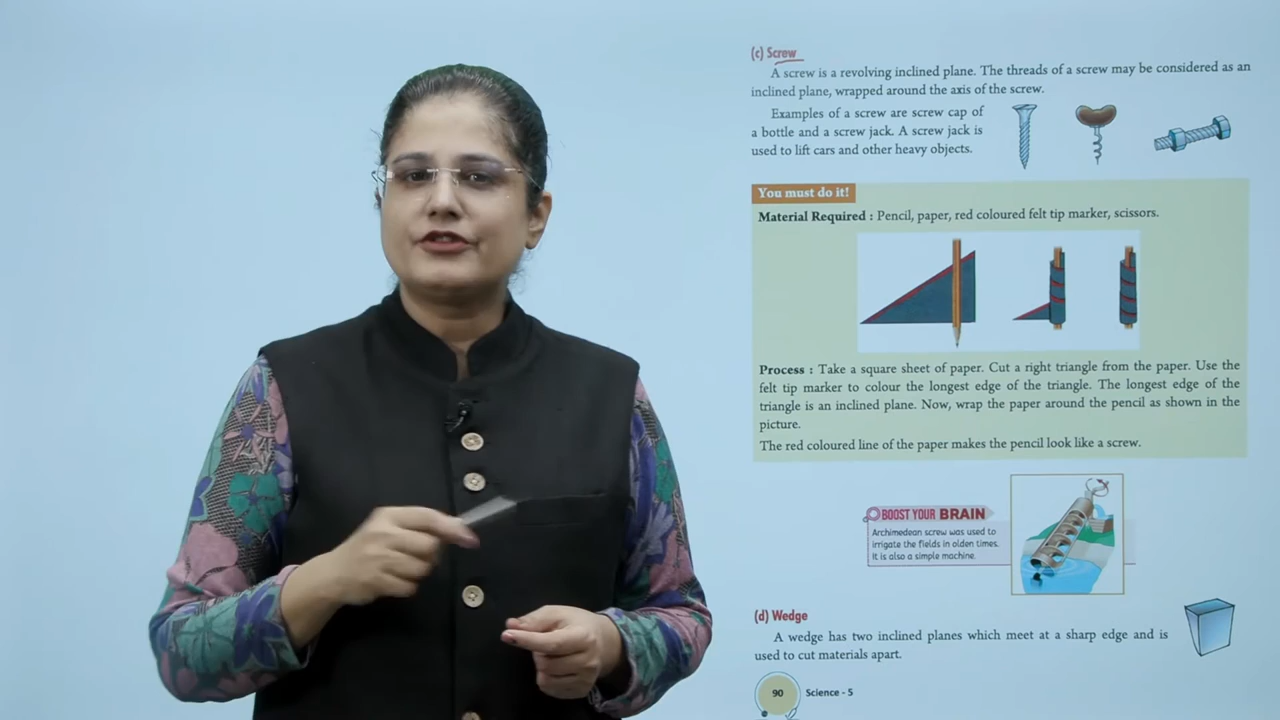 (c) Screw
A screw is a revolving inclined plane. The threads of a screw may be considered as an
inclined plane, wrapped around the axis of the screw.
Examples of a screw are screw cap of
a bottle and a screw jack. A screw jack is
used to lift cars and other heavy objects.
You must do it!
Material Required : Pencil, paper, red coloured felt tip marker, scissors.
Process : Take a square sheet of paper. Cut a right triangle from the paper. Use the
felt tip marker to colour the longest edge of the triangle. The longest edge of the
triangle is an inclined plane. Now, wrap the paper around the pencil as shown in the
picture.
The red coloured line of the paper makes the pencil look like a screw.
BOOST YOUR BRAIN
Archimedean screw was used to
irrigate the fields in olden times.
It is also a simple machine.
(d) Wedge
A wedge has two inclined planes which meet at a sharp edge and is
used to cut materials apart.
90 Science - 5